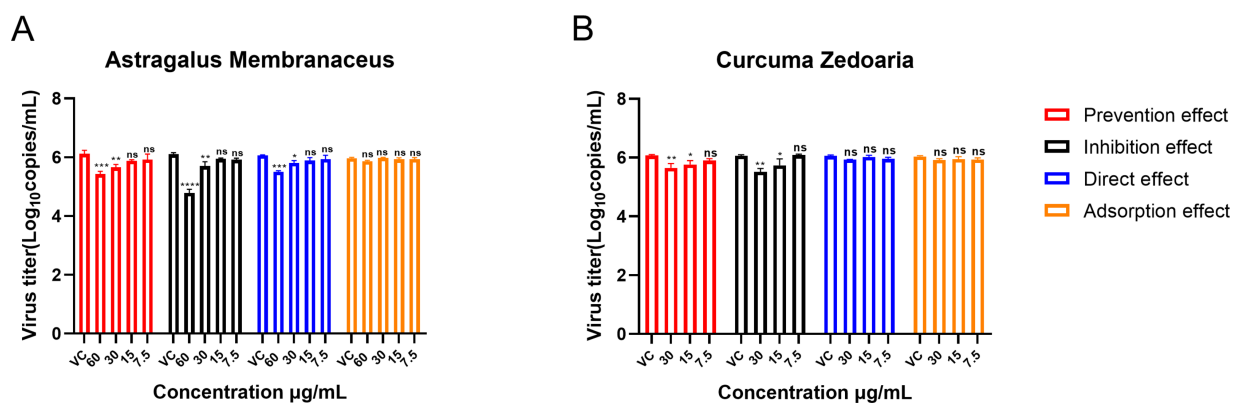 A
Astragalus Membranaceus
Virus titer(Log₁₀copies/mL)
8
6
4
2
0
*** ** ns ns
**** ** ns ns
*** * ns ns
ns ns ns ns
VC 60 30 15 7.5 VC 60 30 15 7.5 VC 60 30 15 7.5 VC 60 30 15 7.5
Concentration µg/mL
B
Curcuma Zedoaria
Virus titer(Log₁₀copies/mL)
8
6
4
2
0
** * ns
** * ns
ns ns ns
ns ns ns
VC 30 15 7.5 VC 30 15 7.5 VC 30 15 7.5 VC 30 15 7.5
Concentration µg/mL
Prevention effect
Inhibition effect
Direct effect
Adsorption effect